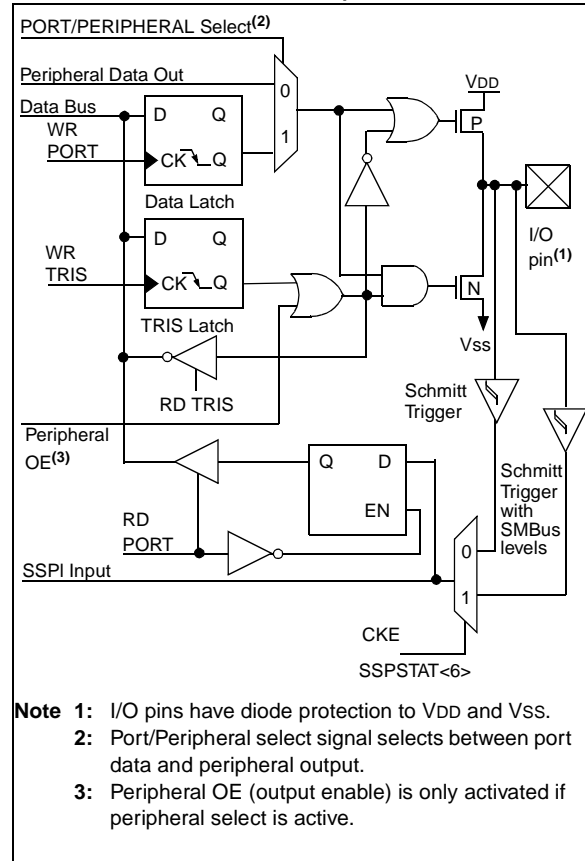 PORT/PERIPHERAL Select(2)
Peripheral Data Out
Data Bus
WR
PORT
D Q
CK Q
Data Latch
0
1
VDD
P
I/O
pin(1)
WR
TRIS
D Q
CK Q
TRIS Latch
N
VSS
RD TRIS
Schmitt
Trigger
Peripheral
OE(3)
Q D
EN
Schmitt
Trigger
with
SMBus
levels
RD
PORT
SSPI Input
0
1
CKE
SSPSTAT<6>
Note 1: I/O pins have diode protection to VDD and VSS.
2: Port/Peripheral select signal selects between port
data and peripheral output.
3: Peripheral OE (output enable) is only activated if
peripheral select is active.